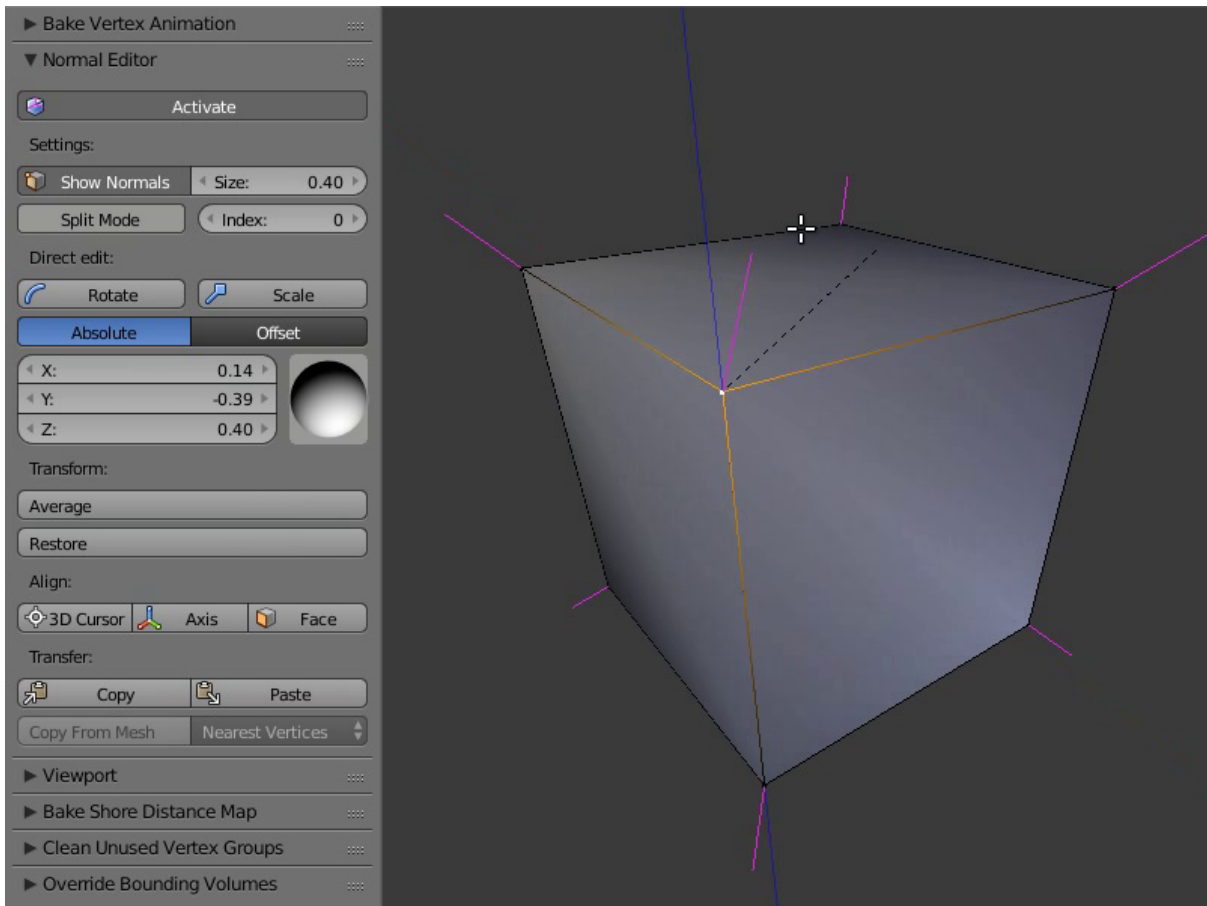 Bake Vertex Animation
Normal Editor
Activate
Settings:
Show Normals Size: 0.40
Split Mode Index: 0
Direct edit:
Rotate Scale
Absolute Offset
X: 0.14
Y: -0.39
Z: 0.40
Transform:
Average
Restore
Align:
3D Cursor Axis Face
Transfer:
Copy Paste
Copy From Mesh Nearest Vertices
Viewport
Bake Shore Distance Map
Clean Unused Vertex Groups
Override Bounding Volumes